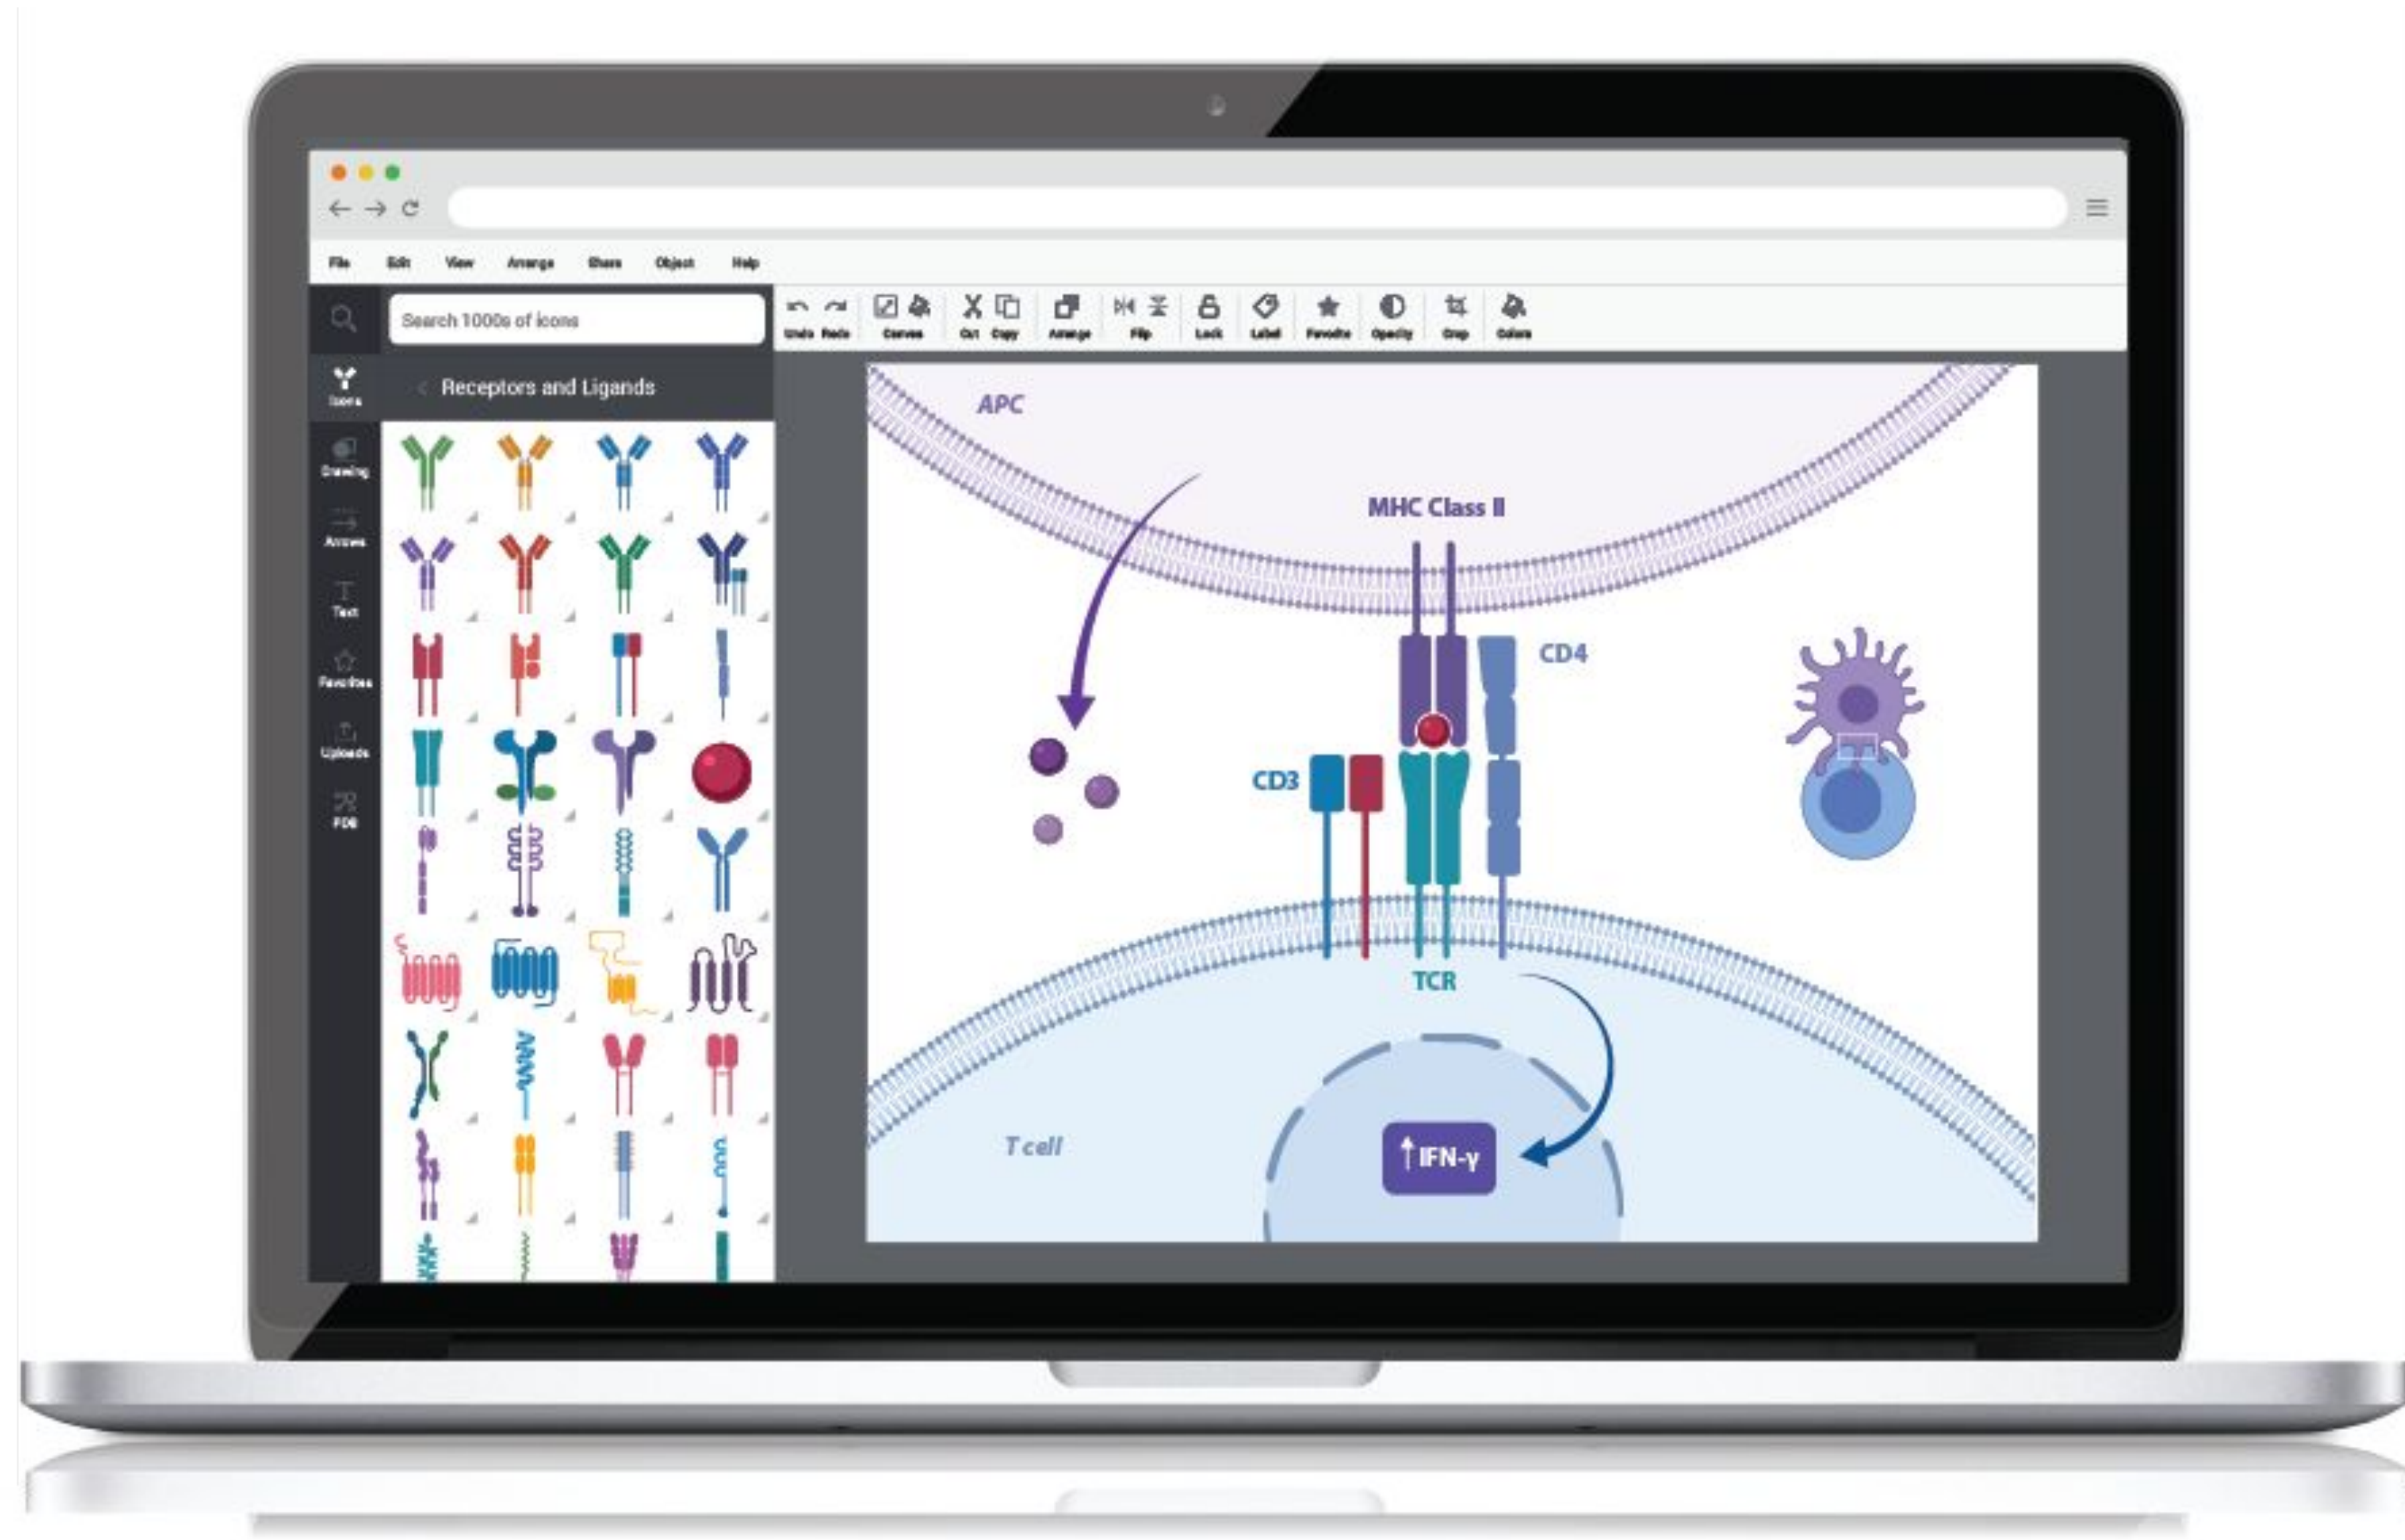 File Edit View Arrange Share Object Help
Search 1000s of icons
Undo Redo Canvas Cut Copy Arrange Flip Lock Label Favorite Opacity Crop Colors
Icons
Receptors and Ligands
Drawing
Arrows
Text
Favorites
Uploads
PDB
APC
MHC Class II
CD4
CD3
TCR
T cell
↑IFN-γ